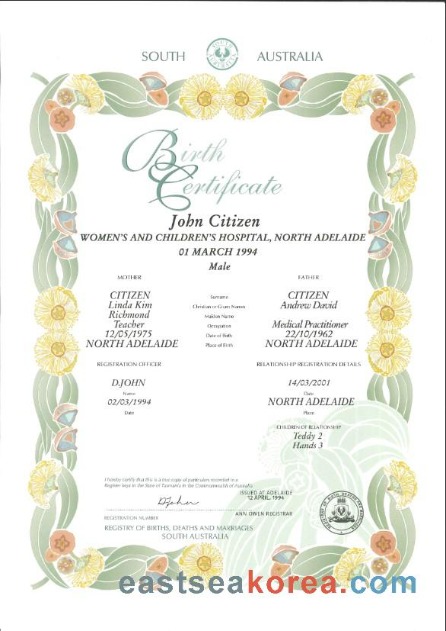 SOUTH AUSTRALIA
Birth
Certificate
John Citizen
WOMEN'S AND CHILDREN'S HOSPITAL, NORTH ADELAIDE
01 MARCH 1994
Male
MOTHER FATHER
CITIZEN Surname CITIZEN
Linda Kim Christian or Given Names Andrew David
Richmond Maiden Name
Teacher Occupation Medical Practitioner
12/05/1975 Date of Birth 22/10/1962
NORTH ADELAIDE Place of Birth NORTH ADELAIDE
REGISTRATION OFFICER RELATIONSHIP REGISTRATION DETAILS
D.JOHN 14/03/2001
Name Date
02/03/1994 NORTH ADELAIDE
Date Place
CHILDREN OF RELATIONSHIP
Teddy 2
Hands 3
I hereby certify that this is a true copy of particulars recorded in a
Register kept in the State of Tasmania in the Commonwealth of Australia
ISSUED AT ADELAIDE
12 APRIL, 1994
D.John
ANN OWEN REGISTRAR
REGISTRATION NUMBER
REGISTRY OF BIRTHS, DEATHS AND MARRIAGES
SOUTH AUSTRALIA
eastseakorea.com